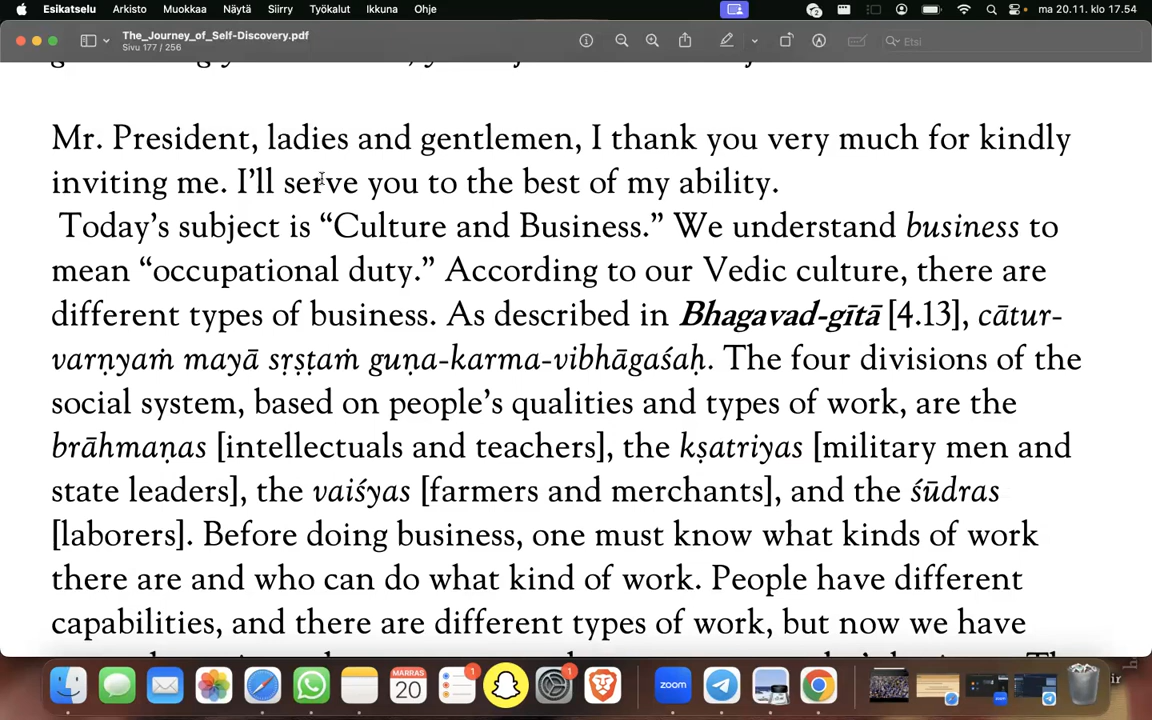 Esikatselu Arkisto Muokkaa Näytä Siirry Työkalut Ikkuna Ohje ma 20.11. klo 17.54
The_Journey_of_Self-Discovery.pdf
Sivu 177 / 256
Etsi
Mr. President, ladies and gentlemen, I thank you very much for kindly
inviting me. I’ll serve you to the best of my ability.
Today’s subject is “Culture and Business.” We understand business to
mean “occupational duty.” According to our Vedic culture, there are
different types of business. As described in Bhagavad-gītā [4.13], cātur-
varṇyaṁ mayā sṛṣṭaṁ guṇa-karma-vibhāgaśaḥ. The four divisions of the
social system, based on people’s qualities and types of work, are the
brāhmaṇas [intellectuals and teachers], the kṣatriyas [military men and
state leaders], the vaiśyas [farmers and merchants], and the śūdras
[laborers]. Before doing business, one must know what kinds of work
there are and who can do what kind of work. People have different
capabilities, and there are different types of work, but now we have
MARRAS
20
1
1
zoom